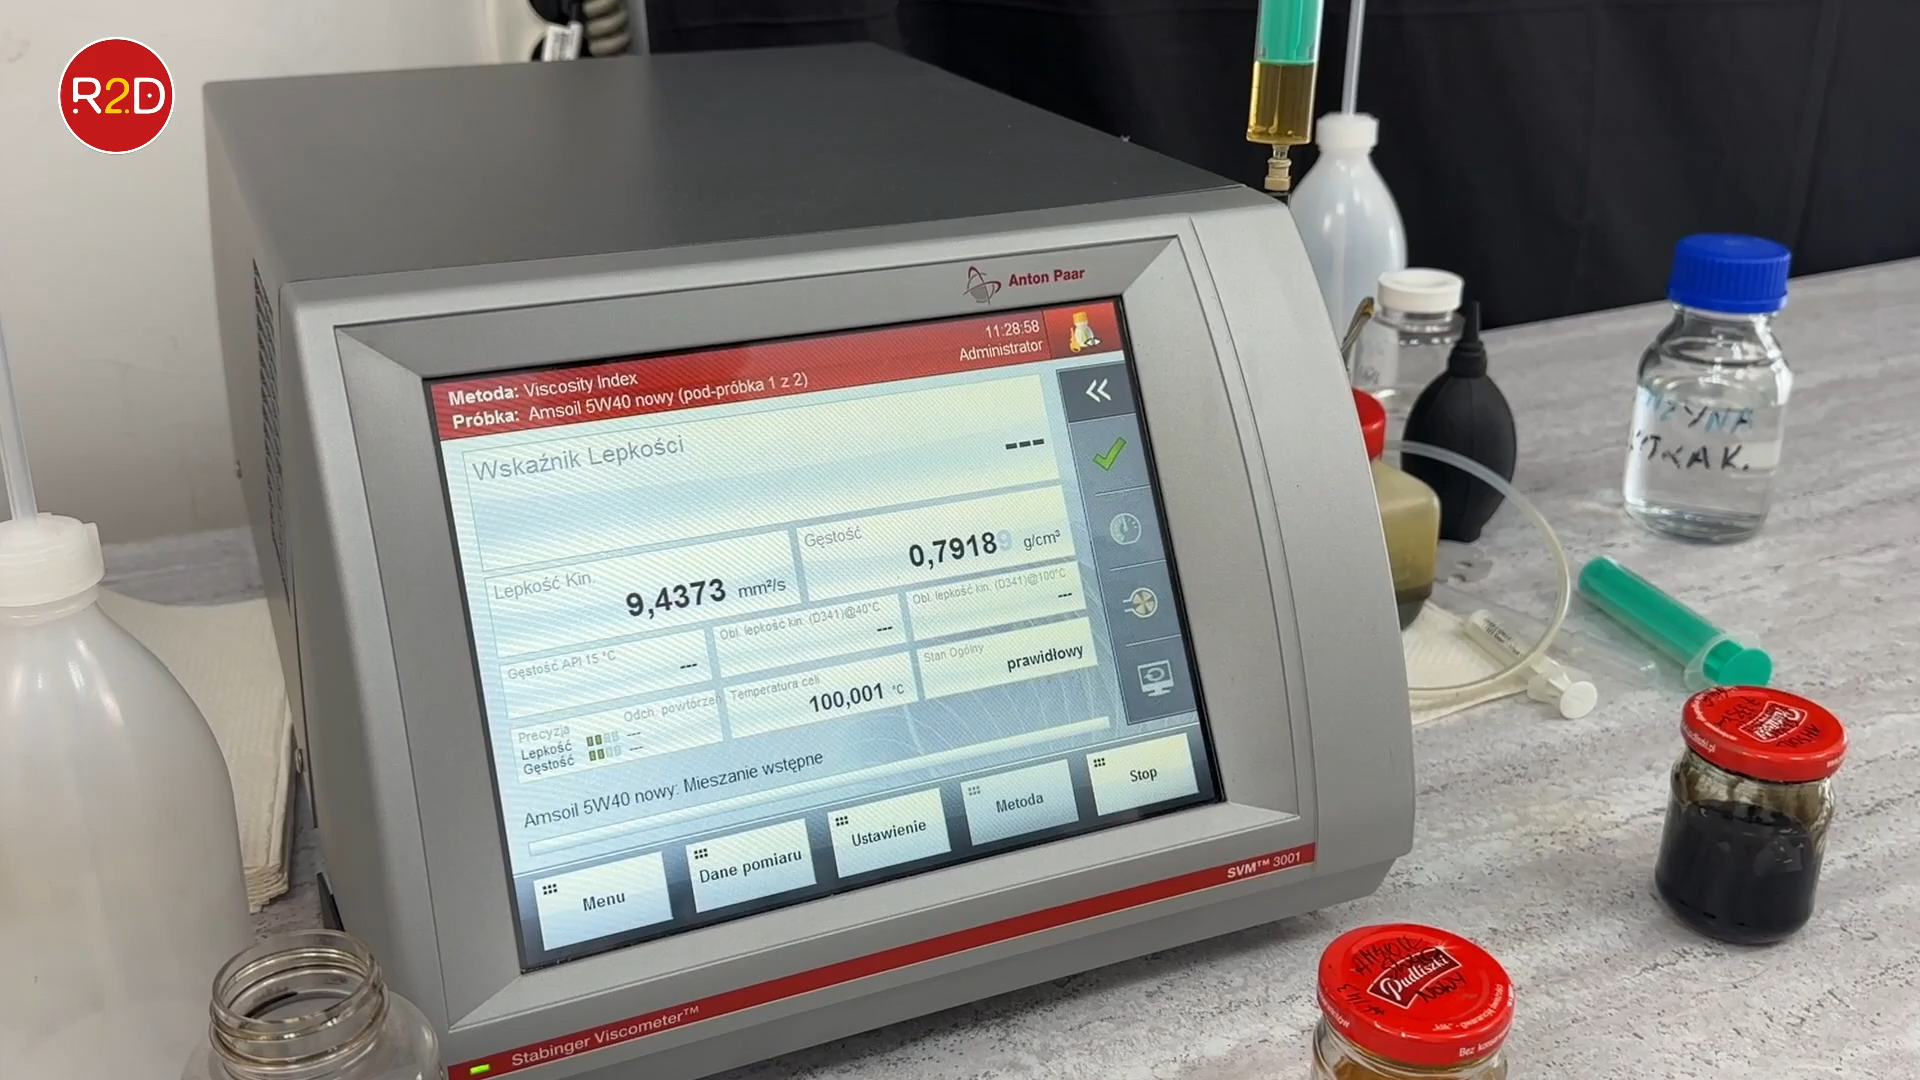 R2D
Anton Paar
11:28:58
Administrator
Metoda: Viscosity Index
Próbka: Amsoil 5W40 nowy (pod-próbka 1 z 2)
Wskaźnik Lepkości
---
Lepkość Kin.
9,4373 mm²/s
Gęstość
0,79189 g/cm³
Gęstość API 15 °C
---
Obl. lepkość kin. (D341)@40°C
---
Obl. lepkość kin. (D341)@100°C
---
Precyzja
Odch. powtórzeń
Lepkość ---
Gęstość ---
Temperatura celi
100,001 °C
Stan Ogólny
prawidłowy
Amsoil 5W40 nowy: Mieszanie wstępne
Menu
Dane pomiaru
Ustawienie
Metoda
Stop
SVM™ 3001
Stabinger Viscometer™
Pudliszki
NOWY